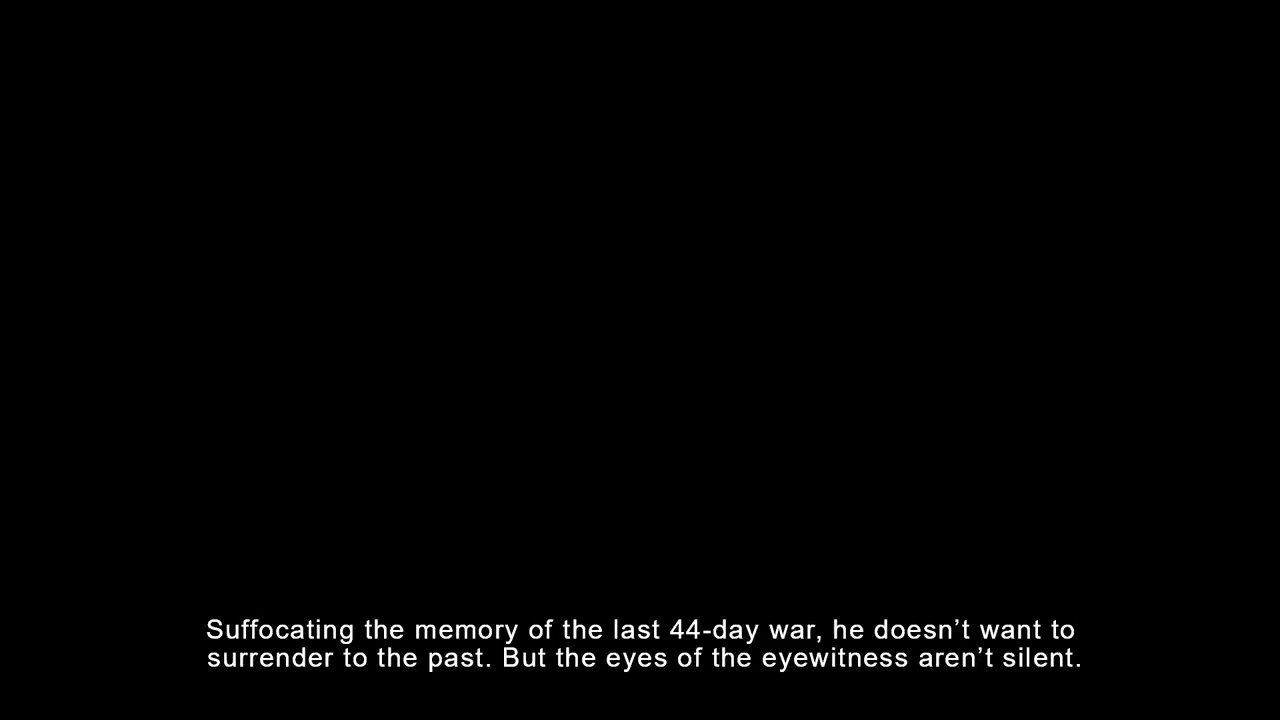 Suffocating the memory of the last 44-day war, he doesn’t want to
surrender to the past. But the eyes of the eyewitness aren’t silent.